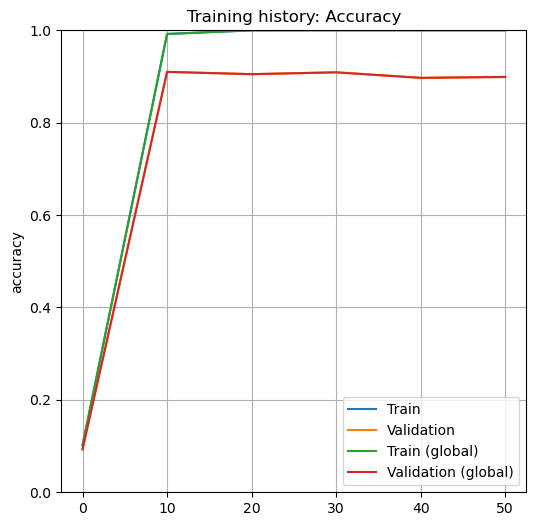 Training history: Accuracy
1.0
0.8
0.6
0.4
0.2
0.0
accuracy
Train
Validation
Train (global)
Validation (global)
0 10 20 30 40 50